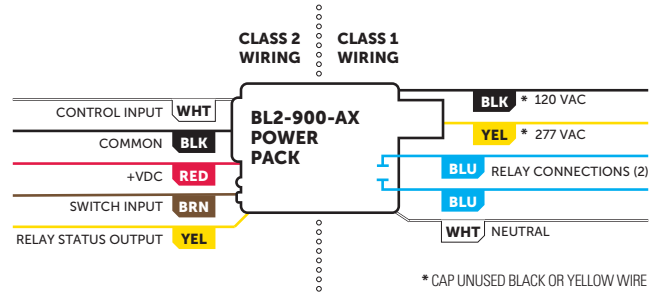 CLASS 2
WIRING
CLASS 1
WIRING
CONTROL INPUT WHT
COMMON BLK
+VDC RED
SWITCH INPUT BRN
RELAY STATUS OUTPUT YEL
BL2-900-AX
POWER
PACK
BLK * 120 VAC
YEL * 277 VAC
BLU RELAY CONNECTIONS (2)
BLU
WHT NEUTRAL
* CAP UNUSED BLACK OR YELLOW WIRE